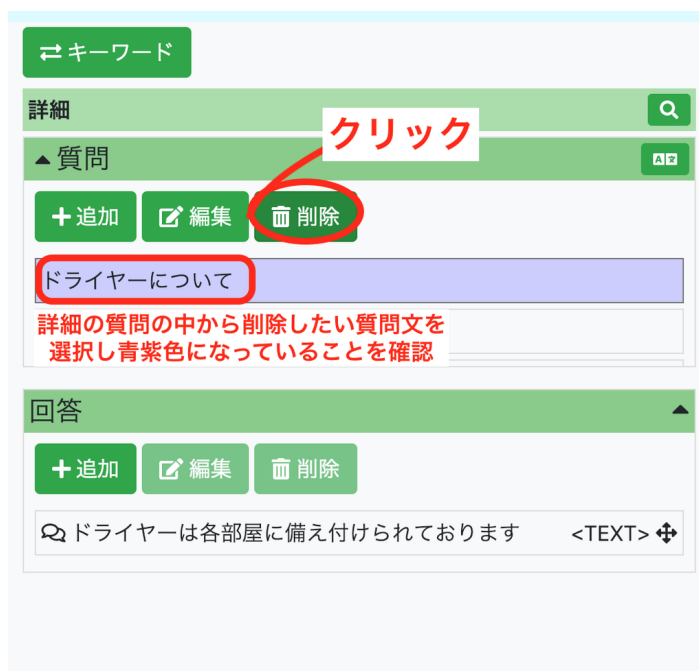 キーワード
詳細
クリック
質問
追加 編集 削除
ドライヤーについて
詳細の質問の中から削除したい質問文を
選択し青紫色になっていることを確認
回答
追加 編集 削除
ドライヤーは各部屋に備え付けられております <TEXT>